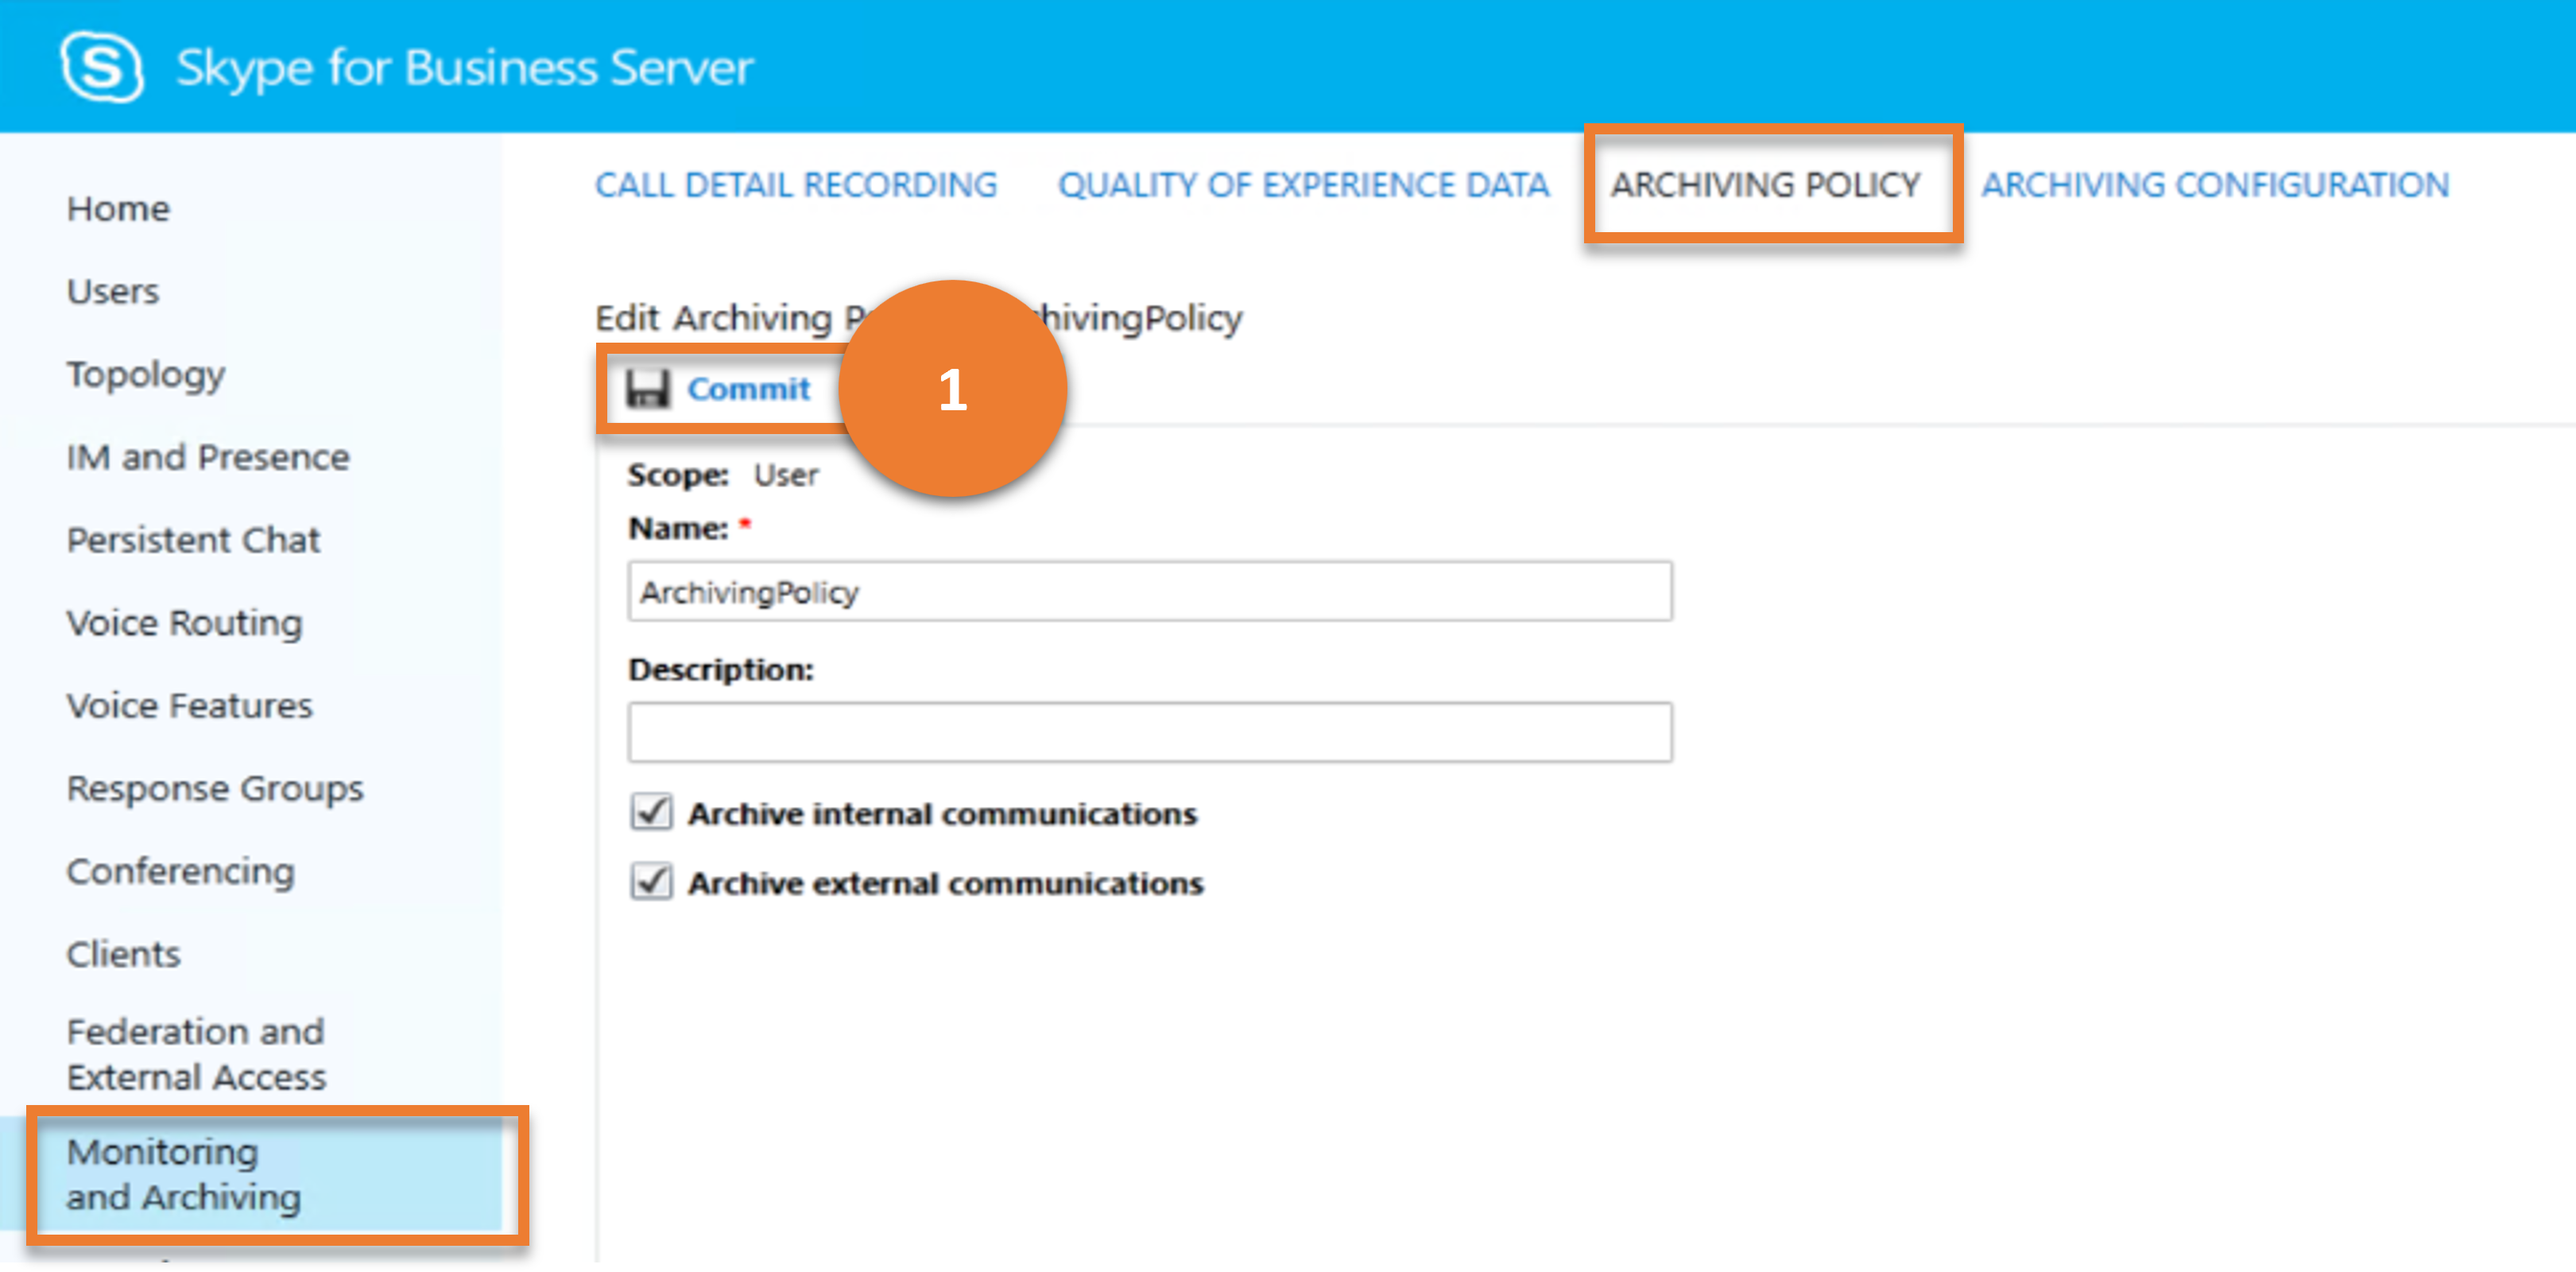 Skype for Business Server
CALL DETAIL RECORDING QUALITY OF EXPERIENCE DATA ARCHIVING POLICY ARCHIVING CONFIGURATION
Home
Users
Topology
IM and Presence
Persistent Chat
Voice Routing
Voice Features
Response Groups
Conferencing
Clients
Federation and
External Access
Monitoring
and Archiving
Edit Archiving hivingPolicy
Commit 1
Scope: User
Name: *
ArchivingPolicy
Description:
Archive internal communications
Archive external communications